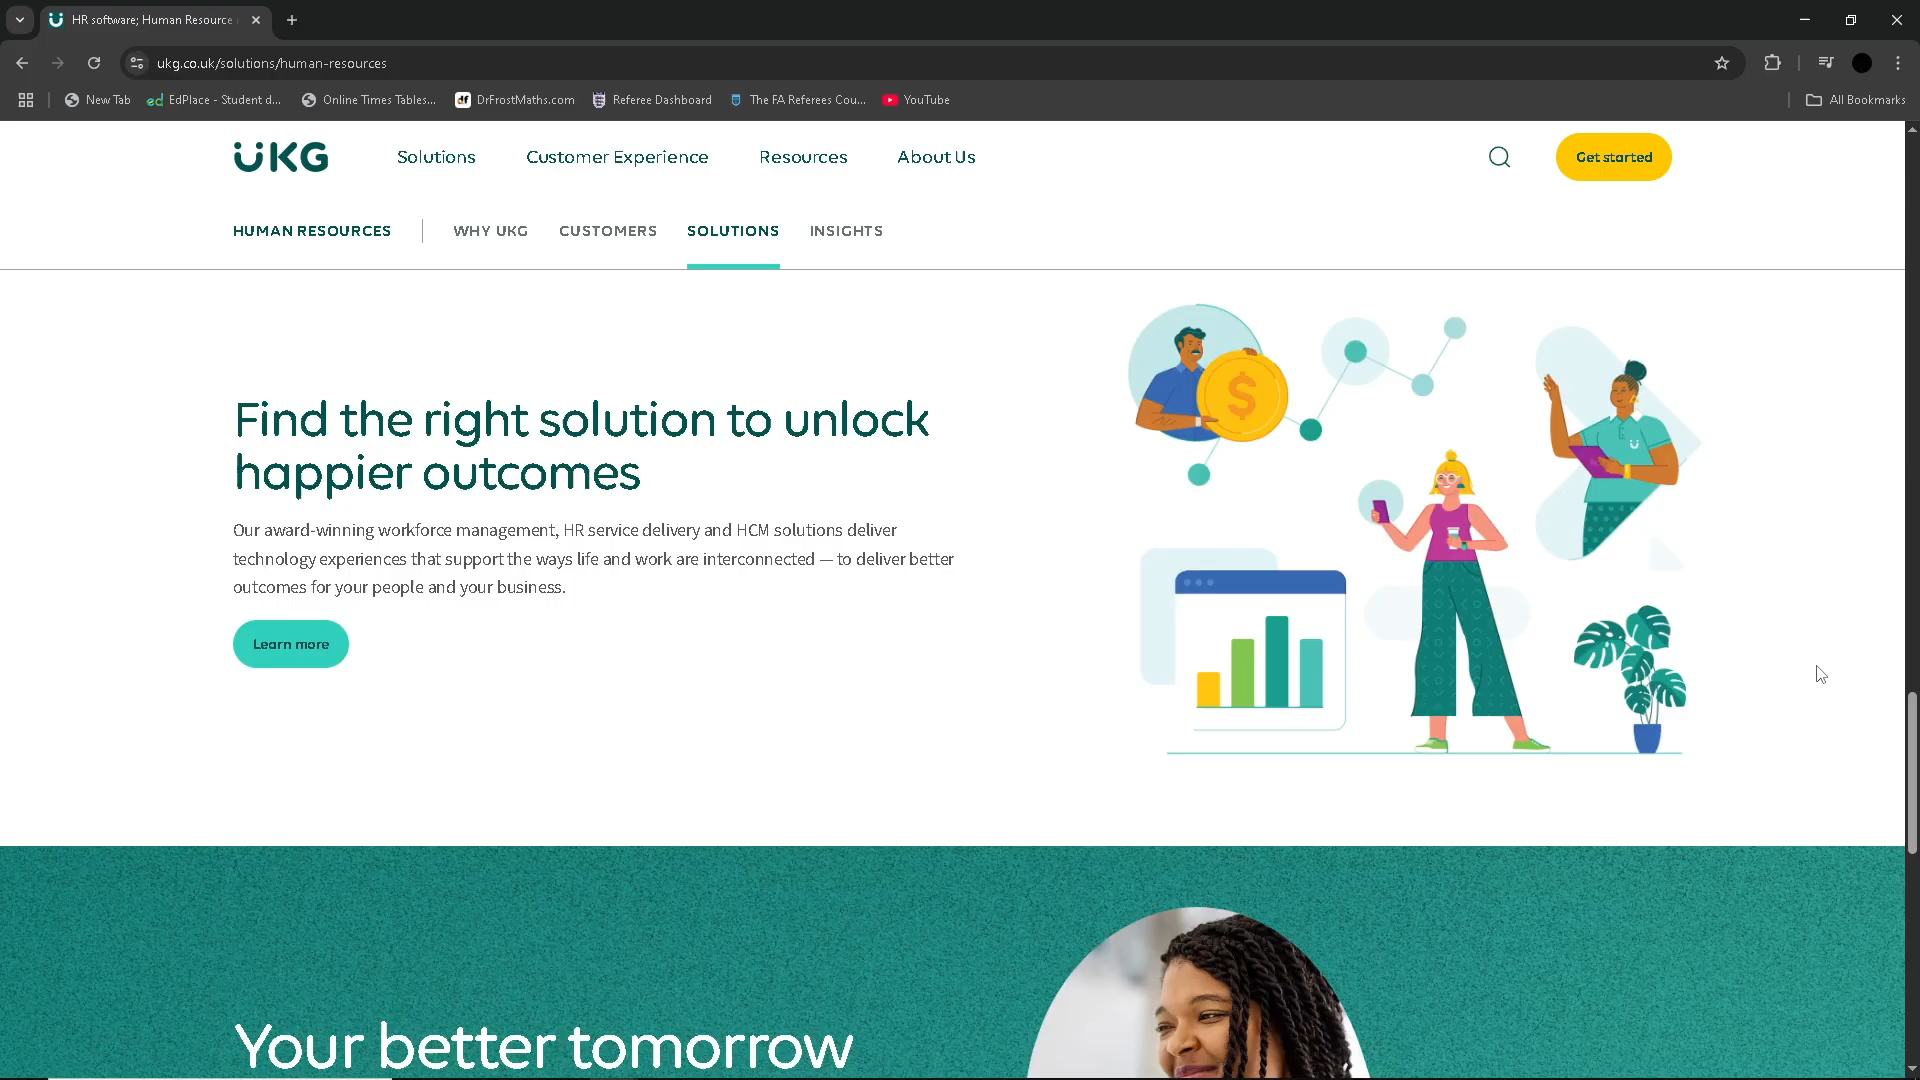 HR software; Human Resource
ukg.co.uk/solutions/human-resources
New Tab
EdPlace - Student d...
Online Times Tables...
DrFrostMaths.com
Referee Dashboard
The FA Referees Cou...
YouTube
All Bookmarks
UKG
Solutions
Customer Experience
Resources
About Us
Get started
HUMAN RESOURCES
WHY UKG
CUSTOMERS
SOLUTIONS
INSIGHTS
Find the right solution to unlock
happier outcomes
Our award-winning workforce management, HR service delivery and HCM solutions deliver
technology experiences that support the ways life and work are interconnected — to deliver better
outcomes for your people and your business.
Learn more
$
Your better tomorrow